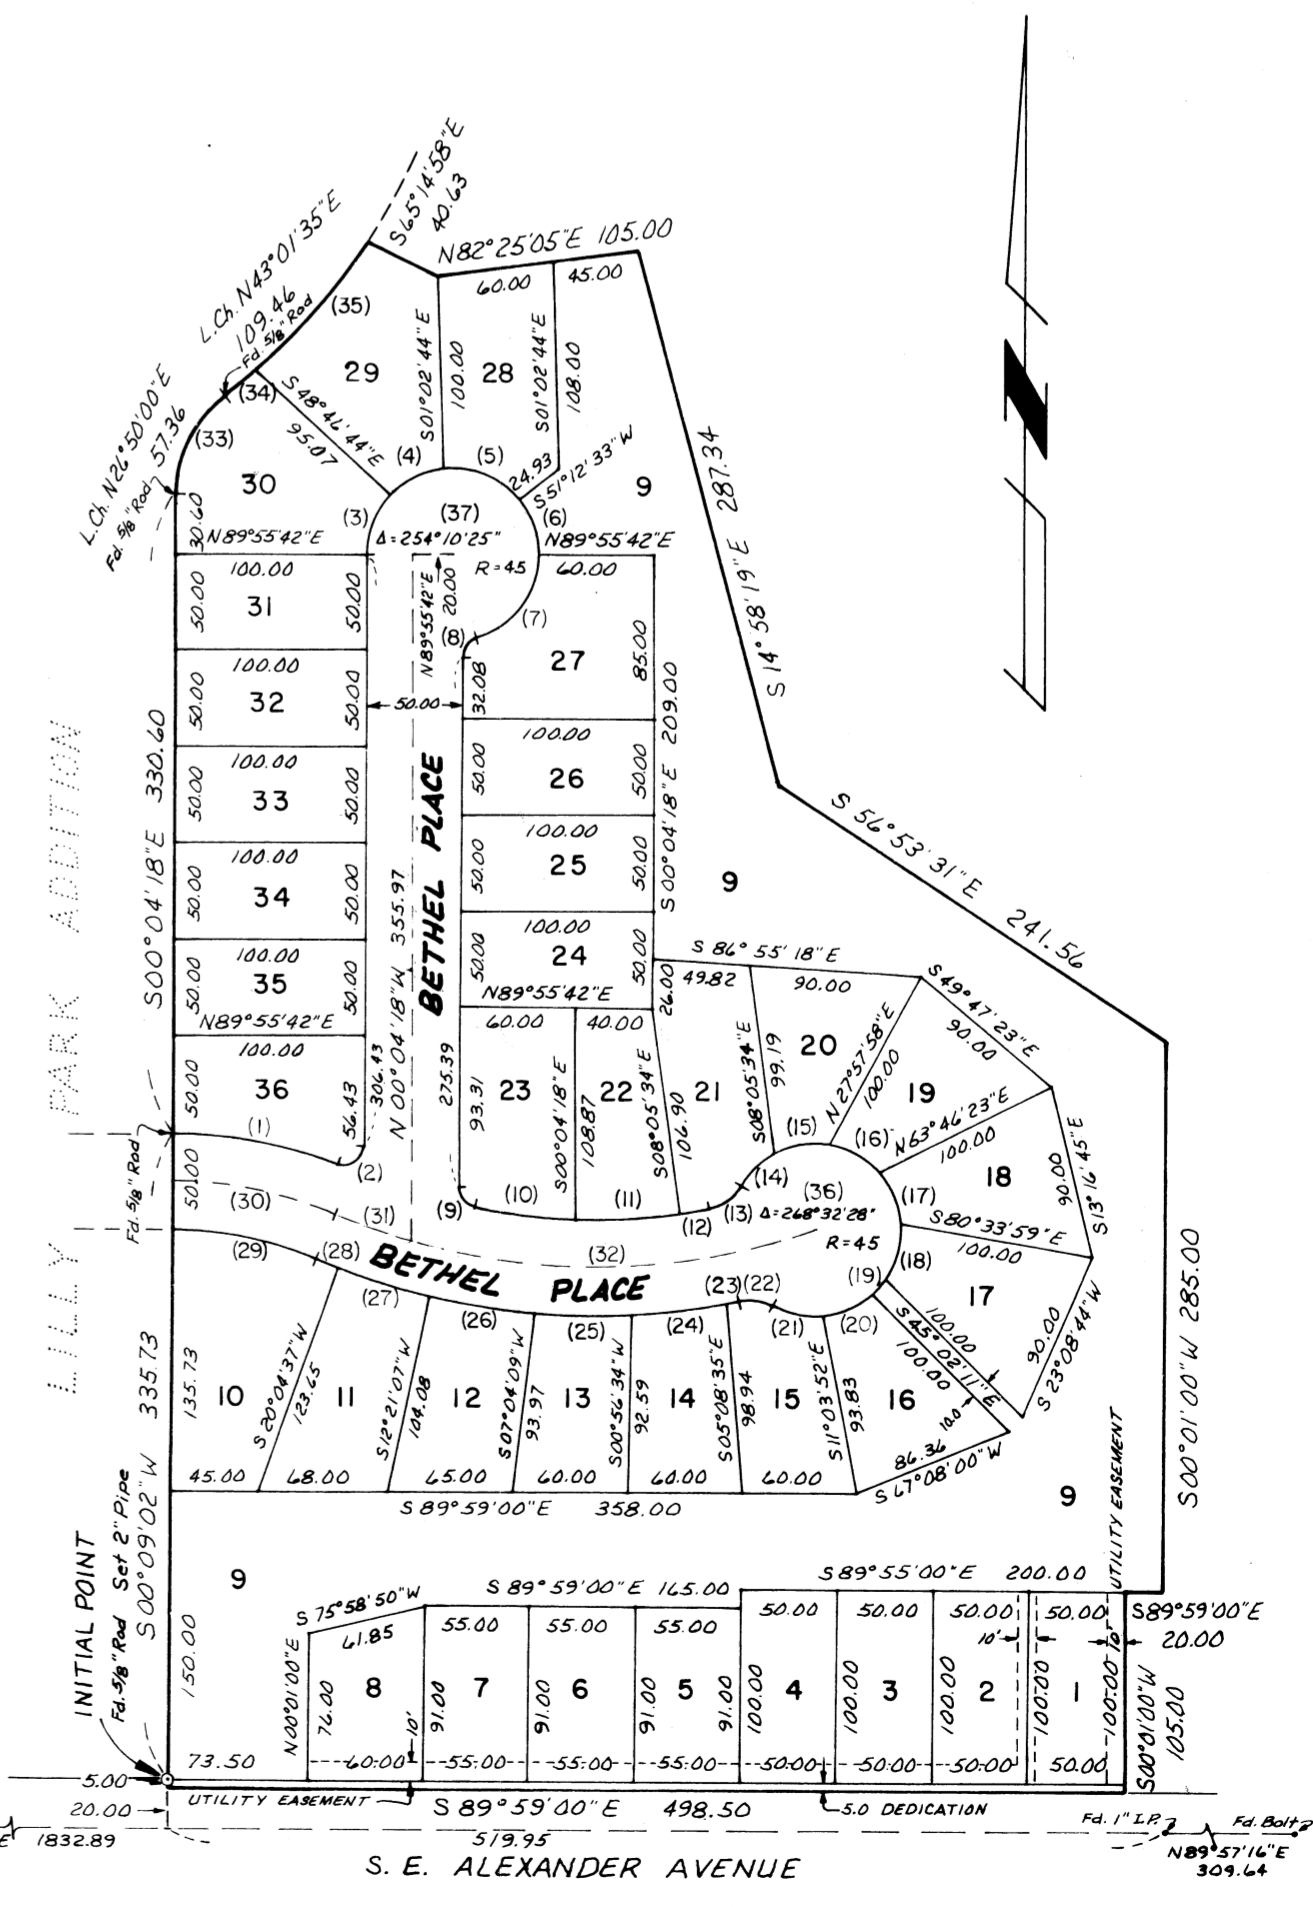 S65°14'58"E
40.63
N82°25'05"E 105.00
60.00
45.00
L.Ch. N43°01'35"E
109.46
Fd. 5/8" Rod
(35)
(34)
29
S01°02'44"E
100.00
28
S01°02'44"E
108.00
S48°46'44"E
95.07
L.Ch. N26°50'00"E
57.36
Fd. 5/8" Rod
(33)
30
30.60
(4)
(5)
24.93
S51°12'33"W
9
(3)
(37)
(6)
N89°55'42"E
Δ=254°10'25"
R=45
N89°55'42"E
60.00
S14°58'19"E 287.34
100.00
50.00
31
50.00
N89°55'42"E
20.00
(8)
(7)
27
85.00
32.08
100.00
50.00
32
50.00
50.00
100.00
50.00
33
50.00
100.00
50.00
26
50.00
S00°04'18"E 209.00
100.00
50.00
34
50.00
100.00
50.00
25
50.00
100.00
50.00
35
50.00
N89°55'42"E
100.00
50.00
24
50.00
N89°55'42"E
S00°04'18"E 330.60
LILLY PARK ADDITION
BETHEL PLACE
N00°04'18"W 355.97
306.43
275.39
9
S56°53'31"E 241.56
S86°55'18"E
26.00
49.82
90.00
S49°47'23"E
90.00
100.00
50.00
36
56.43
(1)
(2)
60.00
93.31
23
S00°04'18"E
108.87
40.00
22
S08°05'34"E
106.90
21
S08°05'34"E
99.19
20
N27°57'58"E
100.00
19
N63°46'23"E
100.00
18
S13°16'45"E
90.00
Fd. 5/8" Rod
50.00
(30)
(31)
(9)
(10)
(11)
(12)
(13)
(14)
(15)
(16)
(17)
(36)
Δ=268°32'28"
R=45
S80°33'59"E
100.00
(18)
(19)
(32)
BETHEL PLACE
(29)
(28)
(27)
(26)
(25)
(24)
(23)
(22)
(21)
(20)
17
S45°02'11"E
100.00
100.00
10.0
90.00
S23°08'44"W
S00°01'00"W 285.00
135.73
10
S20°04'37"W
123.65
11
S12°21'07"W
104.08
12
S07°04'09"W
93.97
13
S00°56'34"W
92.59
14
S05°08'35"E
98.94
15
S11°03'52"E
93.83
16
86.36
S67°08'00"W
45.00
68.00
65.00
60.00
60.00
60.00
S89°59'00"E 358.00
S00°09'02"W 335.73
INITIAL POINT
Fd. 5/8" Rod Set 2" Pipe
9
9
UTILITY EASEMENT
150.00
73.50
S75°58'50"W
61.85
S89°59'00"E 165.00
S89°55'00"E 200.00
N00°01'00"E
76.00
8
60.00
10'
55.00
91.00
7
55.00
55.00
91.00
6
55.00
55.00
91.00
5
91.00
55.00
50.00
100.00
4
50.00
50.00
100.00
3
50.00
50.00
10'
100.00
2
50.00
50.00
100.00
1
100.00
10'
50.00
S89°59'00"E
20.00
S00°01'00"W
105.00
5.00
20.00
UTILITY EASEMENT
S89°59'00"E 498.50
5.0 DEDICATION
E 1832.89
519.95
Fd. 1" I.P.
Fd. Bolt
N89°57'16"E
309.64
S. E. ALEXANDER AVENUE